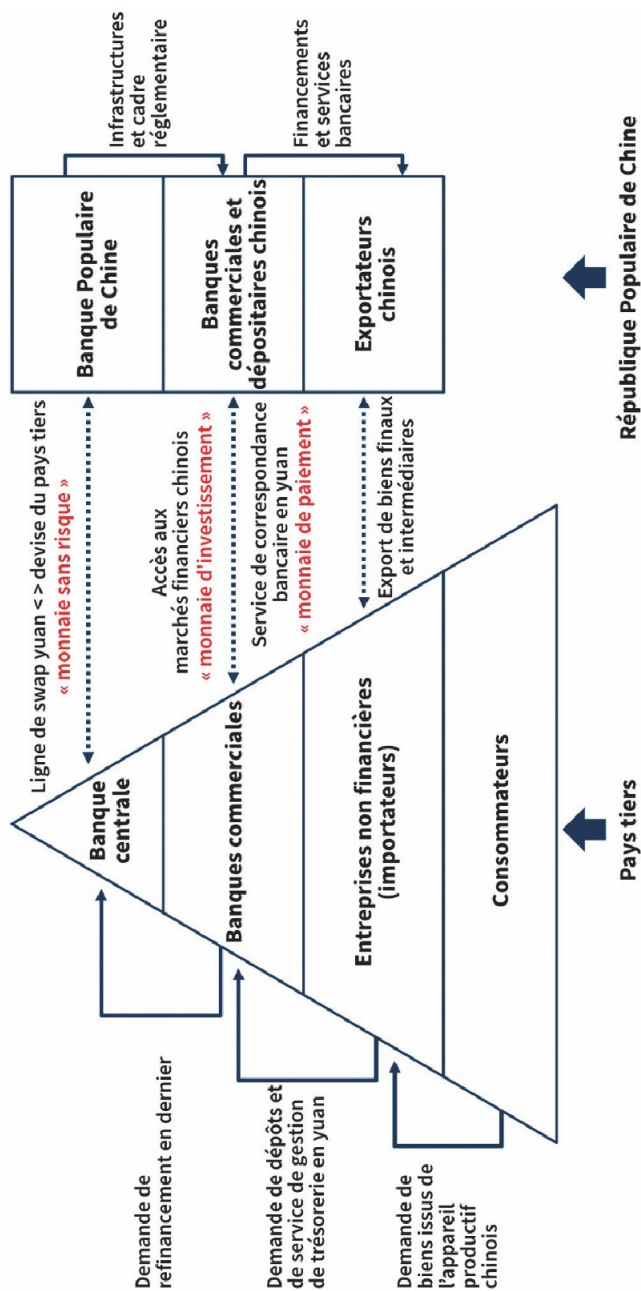 Demande de
refinancement en dernier
Demande de dépôts et
de service de gestion
de trésorerie en yuan
Demande de
biens issus de
l'appareil
productif
chinois
Banque
centrale
Banques commerciales
Entreprises non financières
(importateurs)
Consommateurs
Pays tiers
Ligne de swap yuan < > devise du pays tiers
« monnaie sans risque »
Accès aux
marchés financiers chinois
« monnaie d'investissement »
Service de correspondance
bancaire en yuan
« monnaie de paiement »
Export de biens finaux
et intermédiaires
Banque Populaire
de Chine
Banques
commerciales et
dépositaires chinois
Exportateurs
chinois
République Populaire de Chine
Infrastructures
et cadre
réglementaire
Financements
et services
bancaires